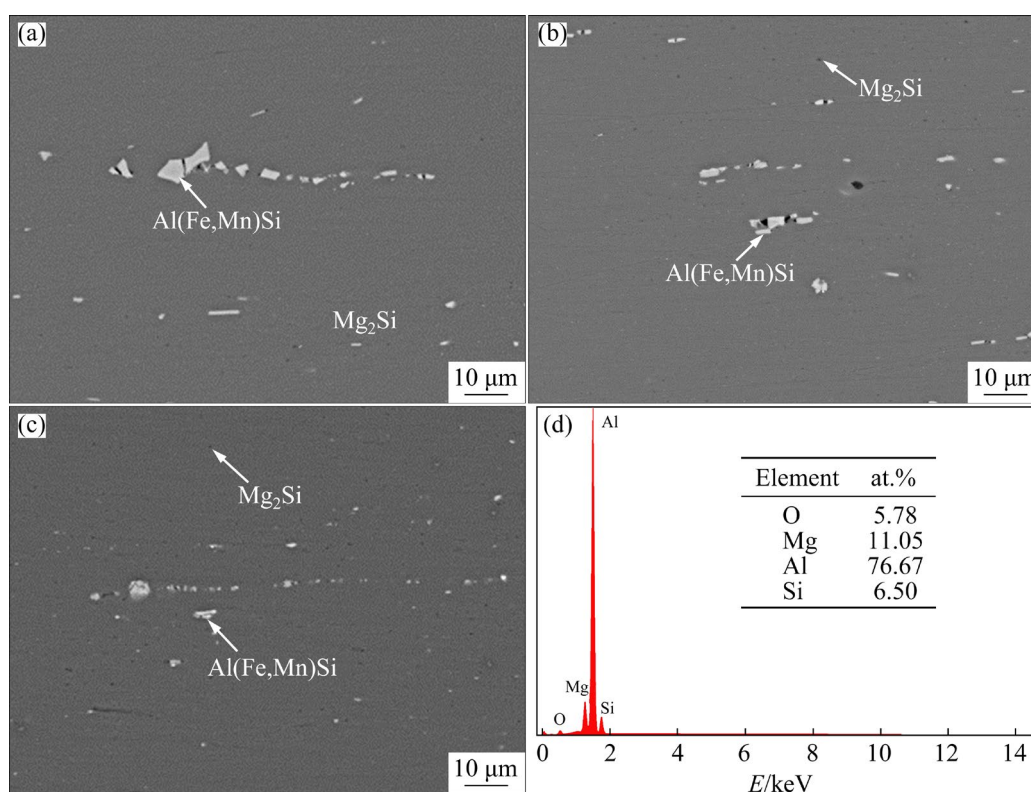 (a)
Al(Fe,Mn)Si
Mg₂Si
10 μm
(b)
Mg₂Si
Al(Fe,Mn)Si
10 μm
(c)
Mg₂Si
Al(Fe,Mn)Si
10 μm
(d)
Al
Mg
Si
O
Element at.%
O 5.78
Mg 11.05
Al 76.67
Si 6.50
0 2 4 6 8 10 12 14
E/keV